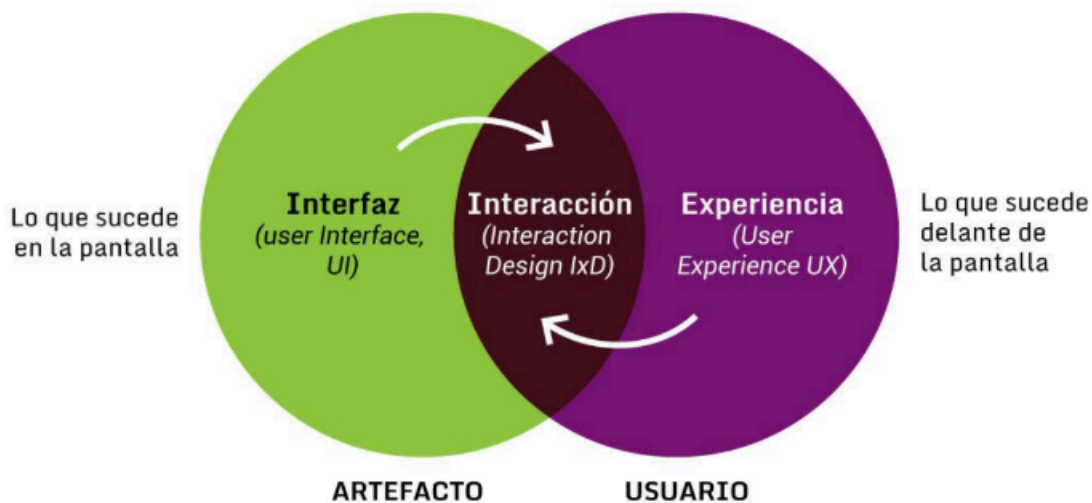 Lo que sucede
en la pantalla
Interfaz
(user Interface,
UI)
Interacción
(Interaction
Design IxD)
Experiencia
(User
Experience UX)
Lo que sucede
delante de
la pantalla
ARTEFACTO
USUARIO